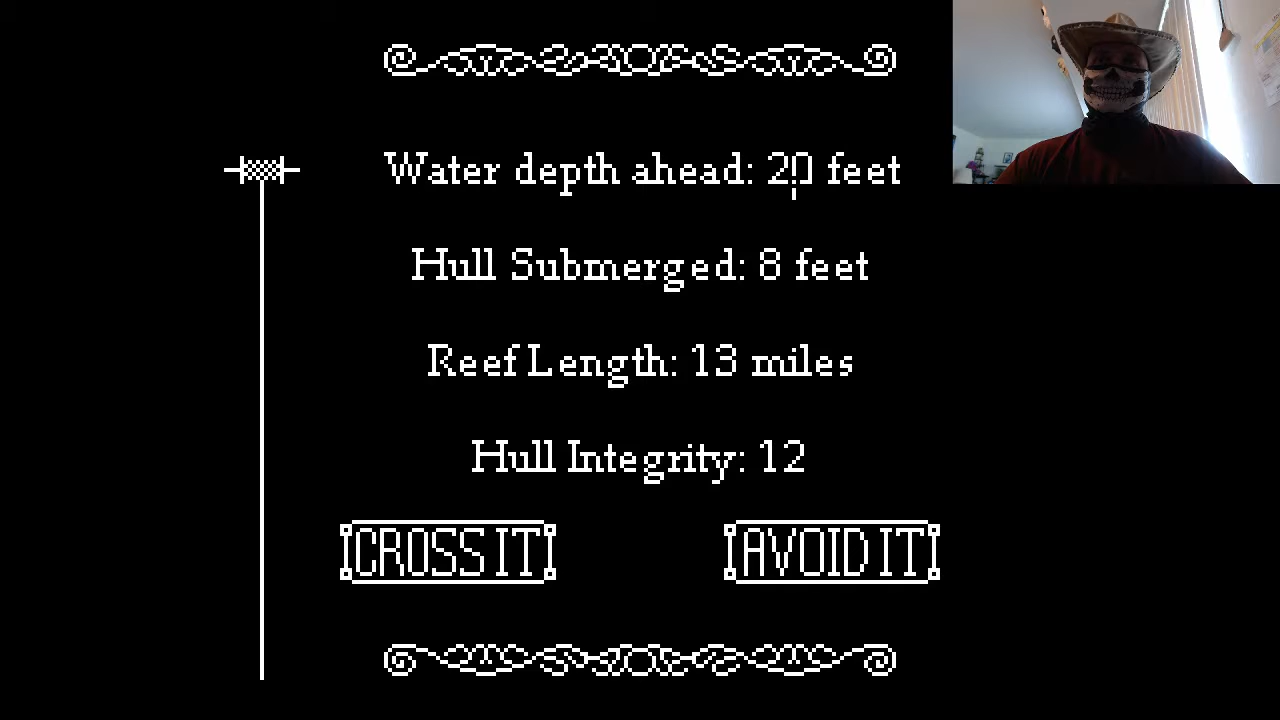 Water depth ahead: 20 feet
Hull Submerged: 8 feet
Reef Length: 13 miles
Hull Integrity: 12
CROSS IT
AVOID IT